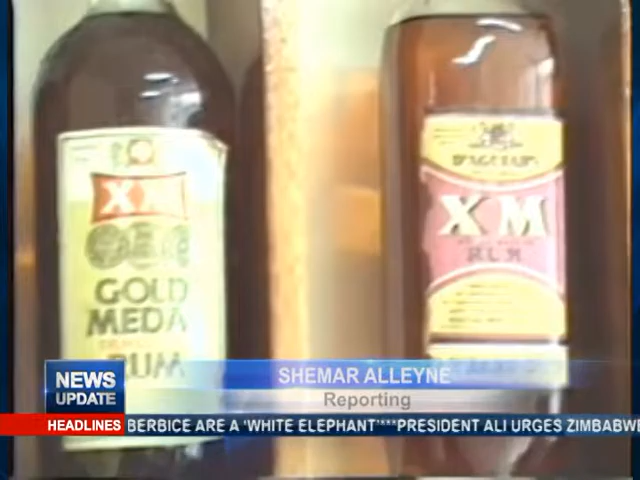 XM
GOLD
MEDA
RUM
XM
RUM
NEWS
UPDATE
SHEMAR ALLEYNE
Reporting
HEADLINES
BERBICE ARE A 'WHITE ELEPHANT'****PRESIDENT ALI URGES ZIMBABWE